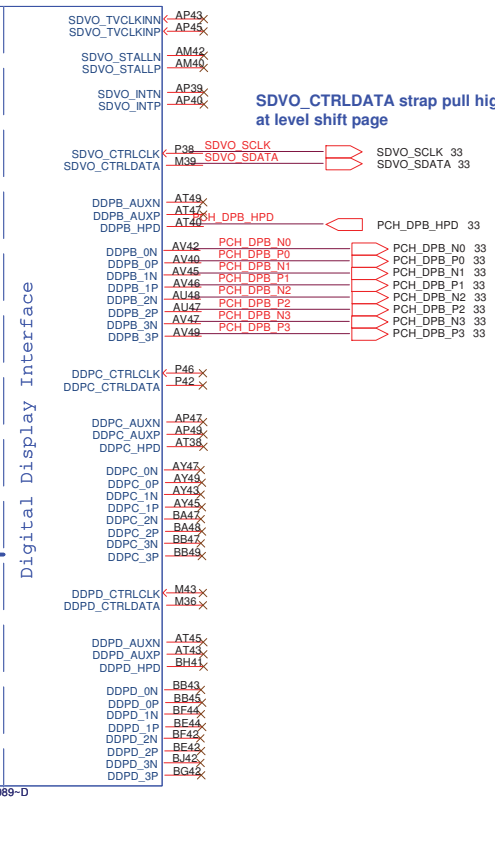 SDVO_TVCLKINN AP43
SDVO_TVCLKINP AP45
SDVO_STALLN AM42
SDVO_STALLP AM40
SDVO_INTN AP39
SDVO_INTP AP40
SDVO_CTRLDATA strap pull hig
at level shift page
SDVO_CTRLCLK P38 SDVO_SCLK SDVO_SCLK 33
SDVO_CTRLDATA M39 SDVO_SDATA SDVO_SDATA 33
DDPB_AUXN AT49
DDPB_AUXP AT47
DDPB_HPD AT40 PCH_DPB_HPD PCH_DPB_HPD 33
DDPB_0N AV42 PCH_DPB_N0 PCH_DPB_N0 33
DDPB_0P AV40 PCH_DPB_P0 PCH_DPB_P0 33
DDPB_1N AV45 PCH_DPB_N1 PCH_DPB_N1 33
DDPB_1P AV46 PCH_DPB_P1 PCH_DPB_P1 33
DDPB_2N AU48 PCH_DPB_N2 PCH_DPB_N2 33
DDPB_2P AU47 PCH_DPB_P2 PCH_DPB_P2 33
DDPB_3N AV47 PCH_DPB_N3 PCH_DPB_N3 33
DDPB_3P AV49 PCH_DPB_P3 PCH_DPB_P3 33
Digital Display Interface
DDPC_CTRLCLK P46
DDPC_CTRLDATA P42
DDPC_AUXN AP47
DDPC_AUXP AP49
DDPC_HPD AT38
DDPC_0N AY47
DDPC_0P AY49
DDPC_1N AY43
DDPC_1P AY45
DDPC_2N BA47
DDPC_2P BA48
DDPC_3N BB47
DDPC_3P BB49
DDPD_CTRLCLK M43
DDPD_CTRLDATA M36
DDPD_AUXN AT45
DDPD_AUXP AT43
DDPD_HPD BH41
DDPD_0N BB43
DDPD_0P BB45
DDPD_1N BF44
DDPD_1P BE44
DDPD_2N BF42
DDPD_2P BE42
DDPD_3N BJ42
DDPD_3P BG42
089~D